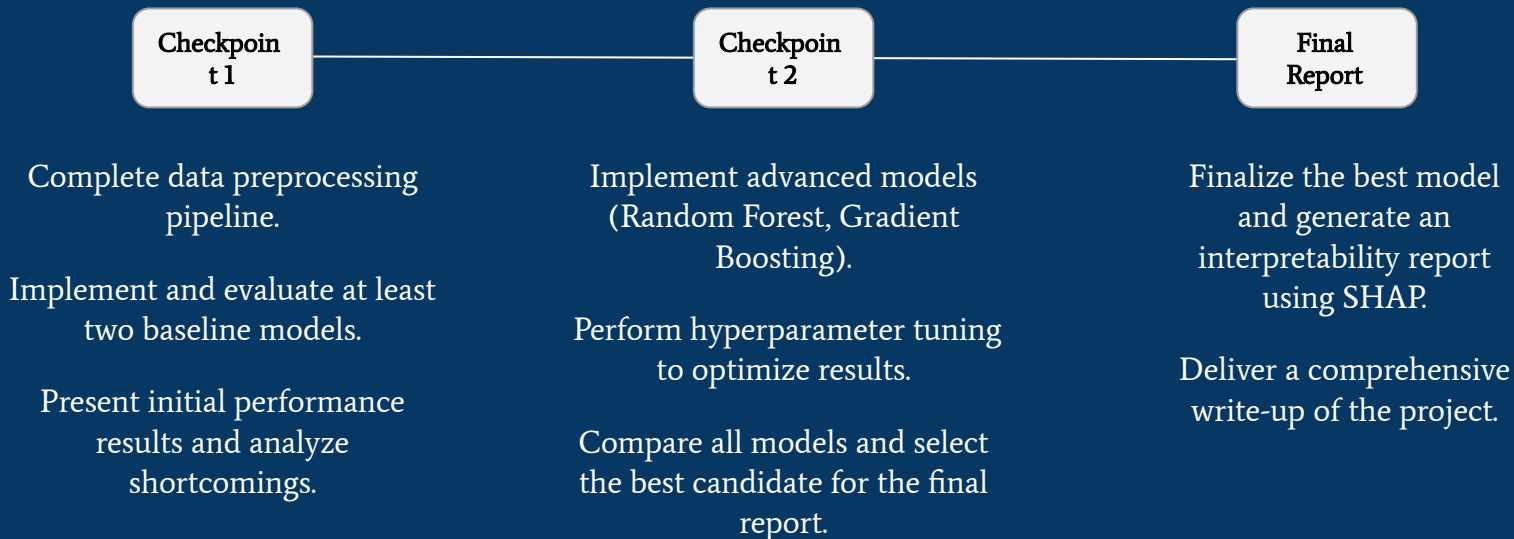 Checkpoin
t 1
Checkpoin
t 2
Final
Report
Complete data preprocessing
pipeline.
Implement and evaluate at least
two baseline models.
Present initial performance
results and analyze
shortcomings.
Implement advanced models
(Random Forest, Gradient
Boosting).
Perform hyperparameter tuning
to optimize results.
Compare all models and select
the best candidate for the final
report.
Finalize the best model
and generate an
interpretability report
using SHAP.
Deliver a comprehensive
write-up of the project.